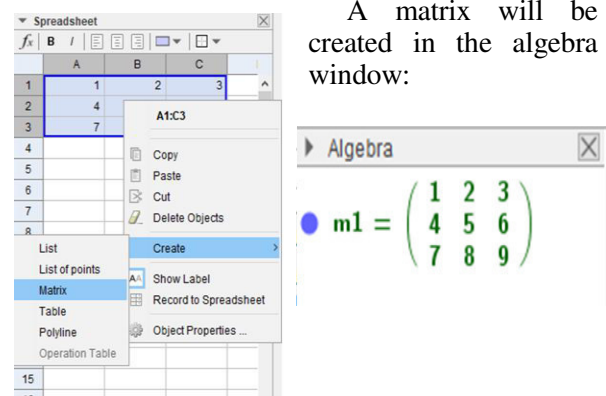 Spreadsheet
fx B I
A B C
1 1 2 3
2 4
3 7
4
5
6
7
8
15
A1:C3
Copy
Paste
Cut
Delete Objects
Create
Show Label
Record to Spreadsheet
Object Properties ...
List
List of points
Matrix
Table
Polyline
Operation Table
A matrix will be
created in the algebra
window:
Algebra
m1 = ( 1 2 3
4 5 6
7 8 9 )